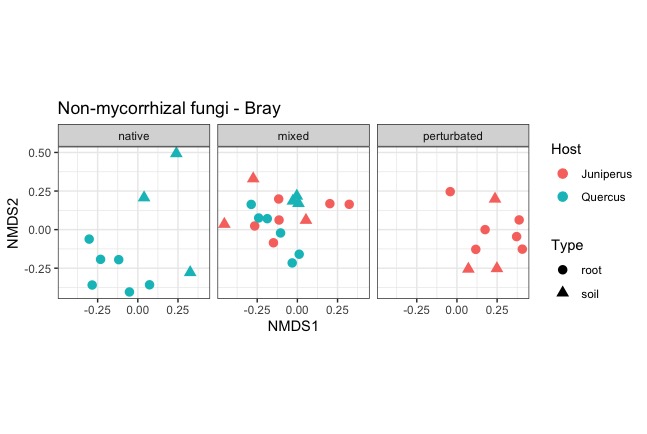 Non-mycorrhizal fungi - Bray
native mixed perturbated
NMDS2
0.50
0.25
0.00
-0.25
-0.25 0.00 0.25 -0.25 0.00 0.25 -0.25 0.00 0.25
NMDS1
Host
Juniperus
Quercus
Type
root
soil